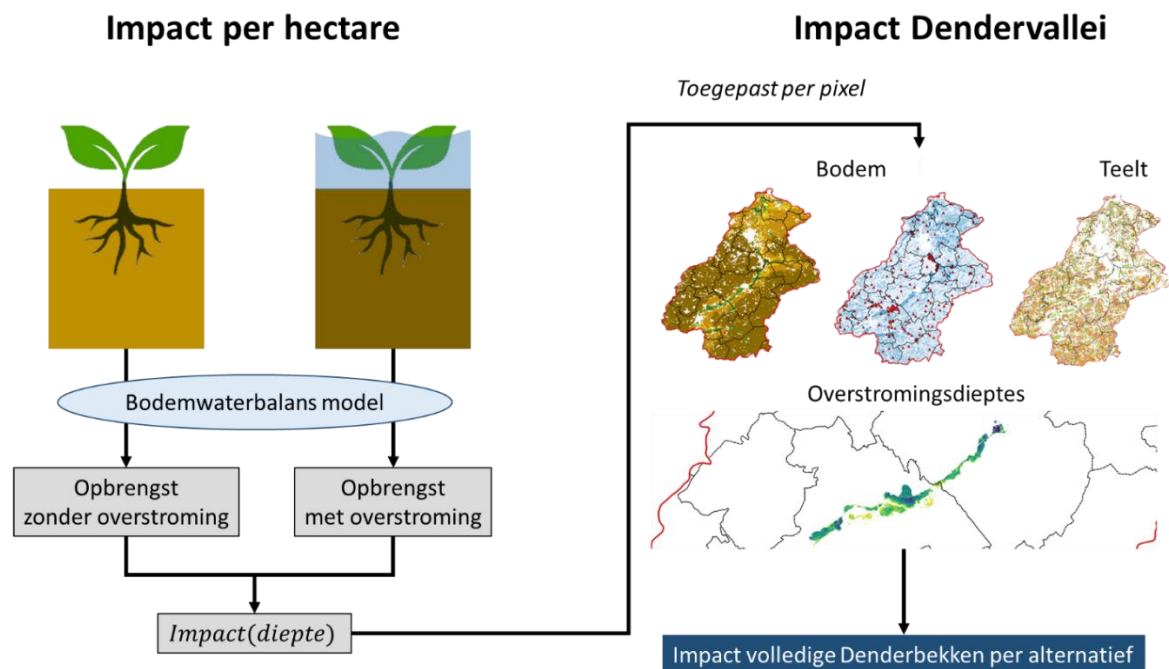 Impact per hectare
Bodemwaterbalans model
Opbrengst
zonder overstroming
Opbrengst
met overstroming
Impact(diepte)
Impact Dendervallei
Toegepast per pixel
Bodem
Teelt
Overstromingsdieptes
Impact volledige Denderbekken per alternatief